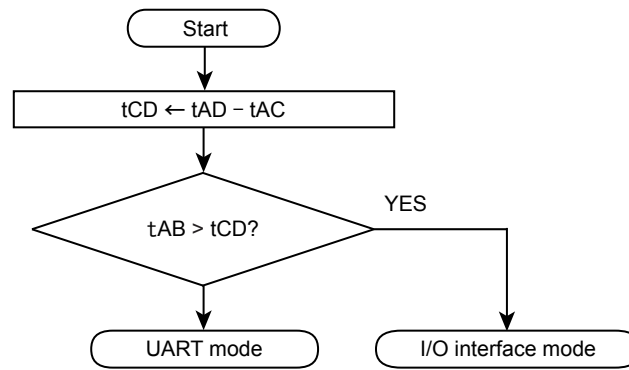 Start
tCD ← tAD − tAC
YES
tAB > tCD?
UART mode
I/O interface mode